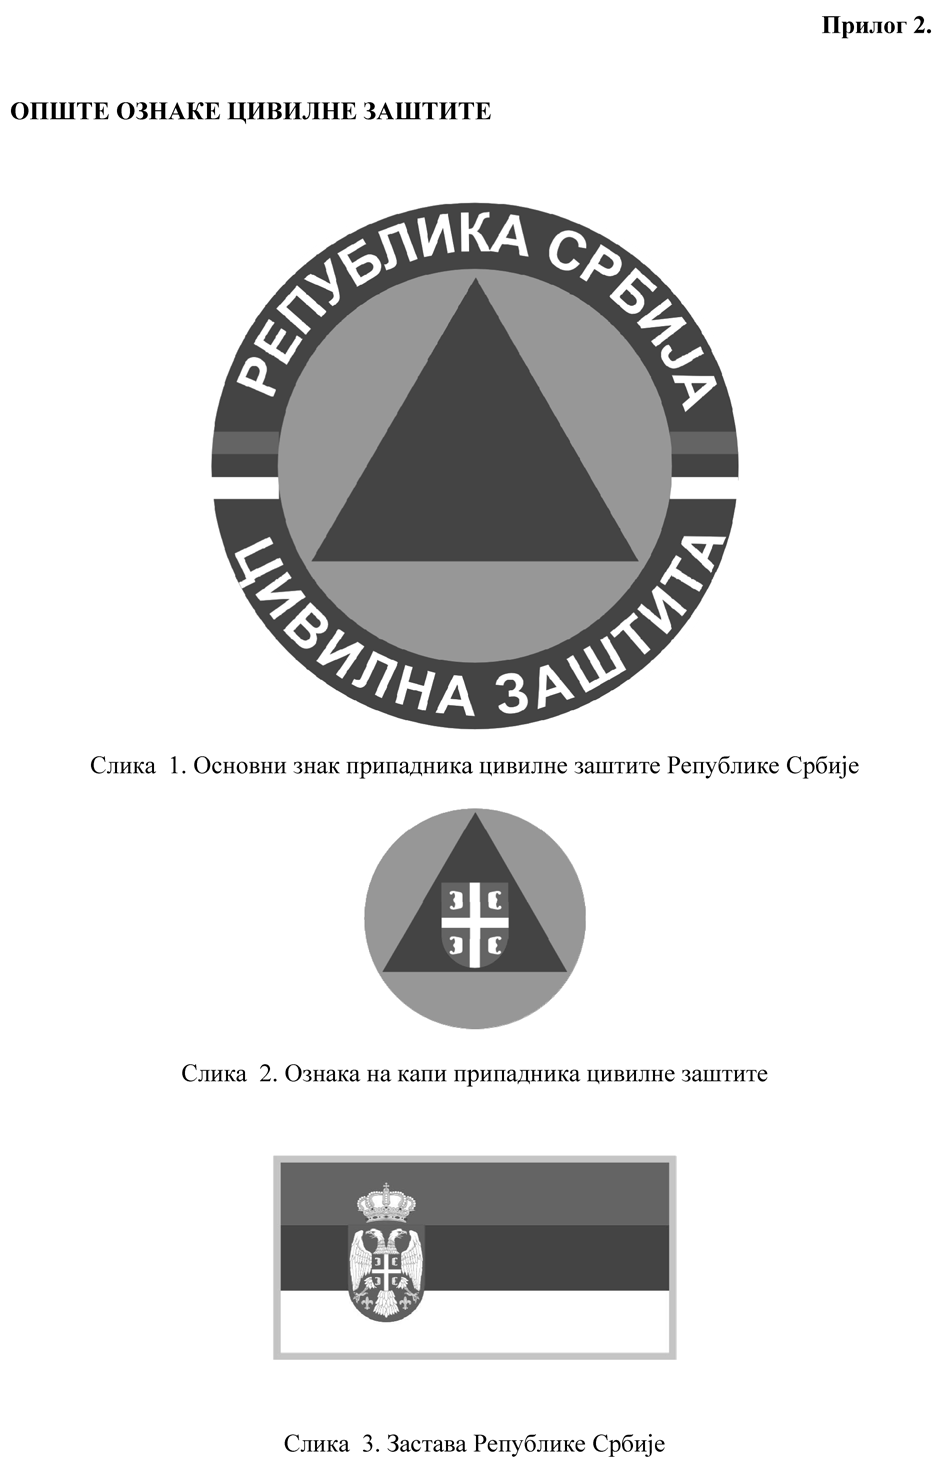 Прилог 2.
ОПШТЕ ОЗНАКЕ ЦИВИЛНЕ ЗАШТИТЕ
РЕПУБЛИКА СРБИЈА
ЦИВИЛНА ЗАШТИТА
Слика 1. Основни знак припадника цивилне заштите Републике Србије
Слика 2. Ознака на капи припадника цивилне заштите
Слика 3. Застава Републике Србије